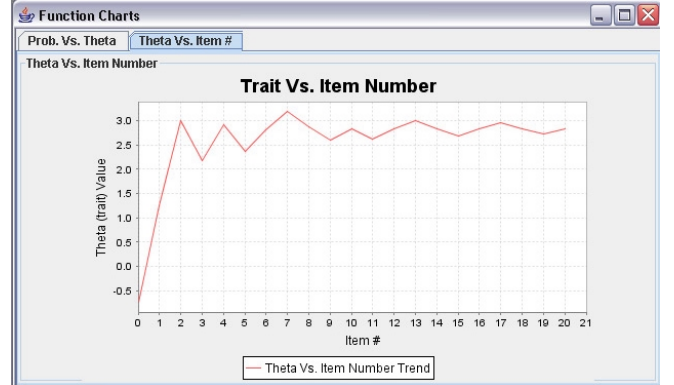 Function Charts
Prob. Vs. Theta Theta Vs. Item #
Theta Vs. Item Number
Trait Vs. Item Number
Theta (trait) Value
3.0
2.5
2.0
1.5
1.0
0.5
0.0
-0.5
0 1 2 3 4 5 6 7 8 9 10 11 12 13 14 15 16 17 18 19 20 21
Item #
Theta Vs. Item Number Trend